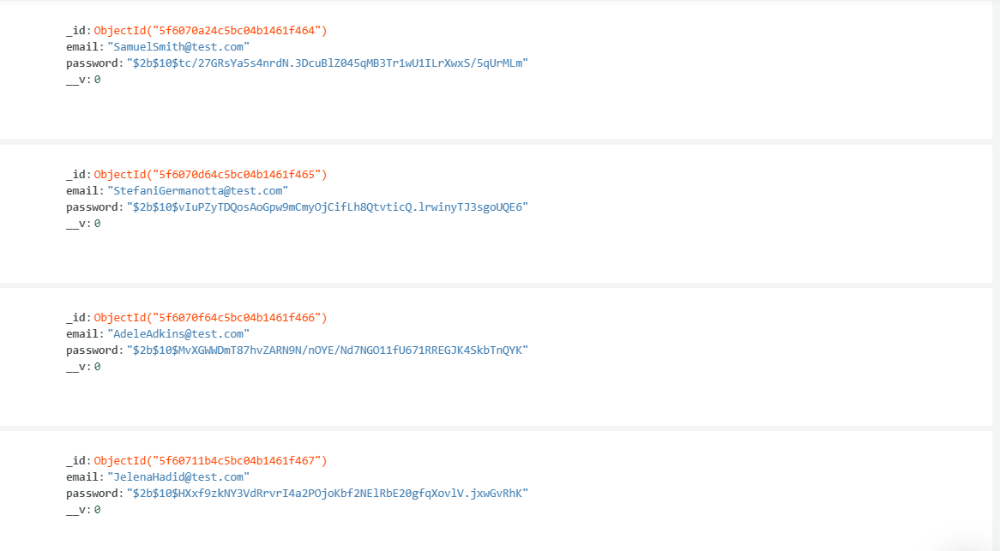 _id: ObjectId("5f6070a24c5bc04b1461f464")
email: "SamuelSmith@test.com"
password: "$2b$10$tc/27GRsYa5s4nrdN.3DcuBlZ045qMB3Tr1wU1ILrXwxS/5qUrMLm"
__v: 0
_id: ObjectId("5f6070d64c5bc04b1461f465")
email: "StefaniGermanotta@test.com"
password: "$2b$10$vIuPZyTDQosAoGpw9mCmyOjCifLh8QtvticQ.lrwinyTJ3sgoUQE6"
__v: 0
_id: ObjectId("5f6070f64c5bc04b1461f466")
email: "AdeleAdkins@test.com"
password: "$2b$10$MvXGWWDmT87hvZARN9N/nOYE/Nd7NGO11fU671RREGJK4SkbTnQYK"
__v: 0
_id: ObjectId("5f60711b4c5bc04b1461f467")
email: "JelenaHadid@test.com"
password: "$2b$10$HXxf9zkNY3VdRrvrI4a2POjoKbf2NElRbE20gfqXovlV.jxwGvRhK"
__v: 0